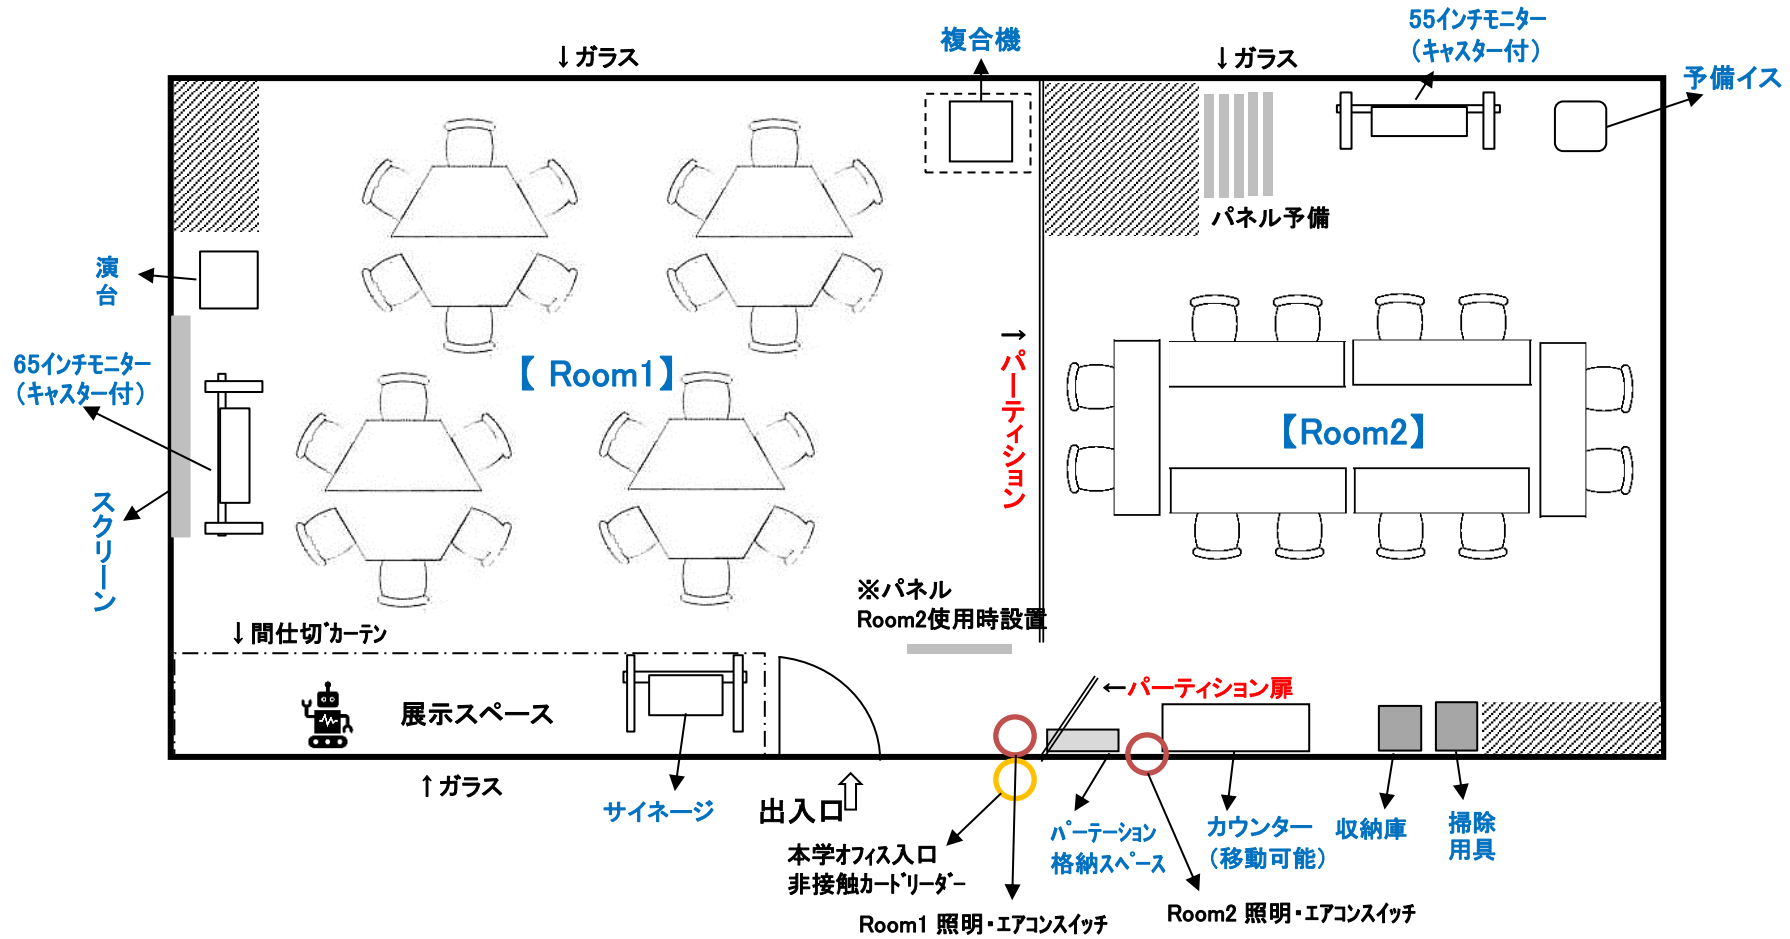 55インチモニター
（キャスター付）
複合機
↓ガラス
↓ガラス
予備イス
パネル予備
演
台
→
パーティション
65インチモニター
（キャスター付）
【 Room1】
【Room2】
スクリーン
※パネル
Room2使用時設置
↓間仕切ｶﾞｰﾃﾝ
←パーティション扉
展示スペース
↑ガラス
サイネージ
出入口
本学ｵﾌｨｽ入口
非接触ｶｰﾄﾞﾘｰﾀﾞｰ
ﾊﾟｰテーション
格納スペース
カウンター
（移動可能）
収納庫
掃除
用具
Room1 照明・エアコンスイッチ
Room2 照明・エアコンスイッチ